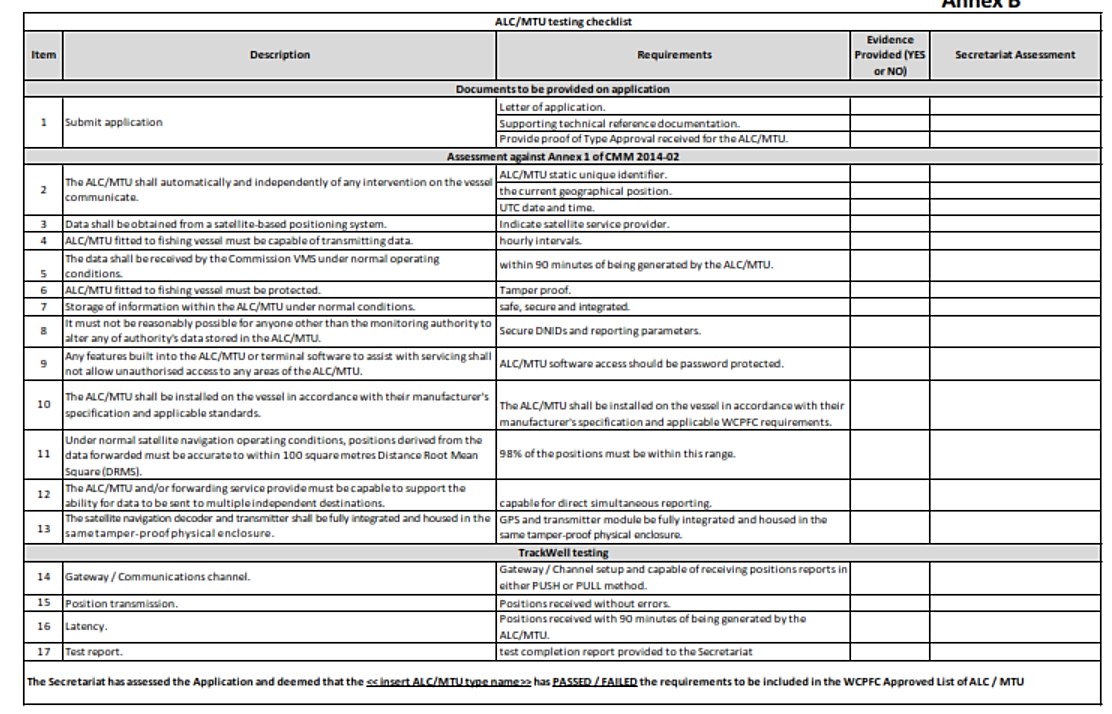 Annex B
ALC/MTU testing checklist
Item
Description
Requirements
Evidence
Provided (YES
or NO)
Secretariat Assessment
Documents to be provided on application
1
Submit application
Letter of application.
Supporting technical reference documentation.
Provide proof of Type Approval received for the ALC/MTU.
Assessment against Annex 1 of CMM 2014-02
2
The ALC/MTU shall automatically and independently of any intervention on the vessel
communicate.
ALC/MTU static unique identifier.
the current geographical position.
UTC date and time.
3
Data shall be obtained from a satellite-based positioning system.
Indicate satellite service provider.
4
ALC/MTU fitted to fishing vessel must be capable of transmitting data.
hourly intervals.
5
The data shall be received by the Commission VMS under normal operating
conditions.
within 90 minutes of being generated by the ALC/MTU.
6
ALC/MTU fitted to fishing vessel must be protected.
Tamper proof.
7
Storage of information within the ALC/MTU under normal conditions.
safe, secure and integrated.
8
It must not be reasonably possible for anyone other than the monitoring authority to
alter any of authority's data stored in the ALC/MTU.
Secure DNIDs and reporting parameters.
9
Any features built into the ALC/MTU or terminal software to assist with servicing shall
not allow unauthorised access to any areas of the ALC/MTU.
ALC/MTU software access should be password protected.
10
The ALC/MTU shall be installed on the vessel in accordance with their manufacturer's
specification and applicable standards.
The ALC/MTU shall be installed on the vessel in accordance with their
manufacturer's specification and applicable WCPFC requirements.
11
Under normal satellite navigation operating conditions, positions derived from the
data forwarded must be accurate to within 100 square metres Distance Root Mean
Square (DRMS).
98% of the positions must be within this range.
12
The ALC/MTU and/or forwarding service provide must be capable to support the
ability for data to be sent to multiple independent destinations.
capable for direct simultaneous reporting.
13
The satellite navigation decoder and transmitter shall be fully integrated and housed in the
same tamper-proof physical enclosure.
GPS and transmitter module be fully integrated and housed in the
same tamper-proof physical enclosure.
TrackWell testing
14
Gateway / Communications channel.
Gateway / Channel setup and capable of receiving positions reports in
either PUSH or PULL method.
15
Position transmission.
Positions received without errors.
16
Latency.
Positions received with 90 minutes of being generated by the
ALC/MTU.
17
Test report.
test completion report provided to the Secretariat
The Secretariat has assessed the Application and deemed that the << insert ALC/MTU type name>> has PASSED / FAILED the requirements to be included in the WCPFC Approved List of ALC / MTU